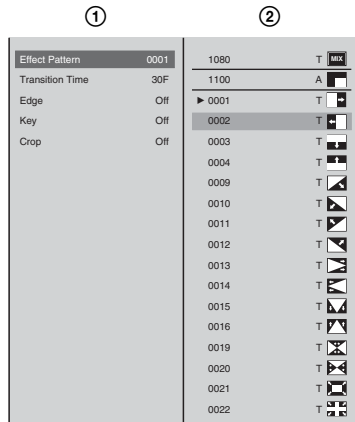 ① ②
Effect Pattern 0001
Transition Time 30F
Edge Off
Key Off
Crop Off
1080 T MIX
1100 A
▶ 0001 T
0002 T
0003 T
0004 T
0009 T
0010 T
0011 T
0012 T
0013 T
0014 T
0015 T
0016 T
0019 T
0020 T
0021 T
0022 T